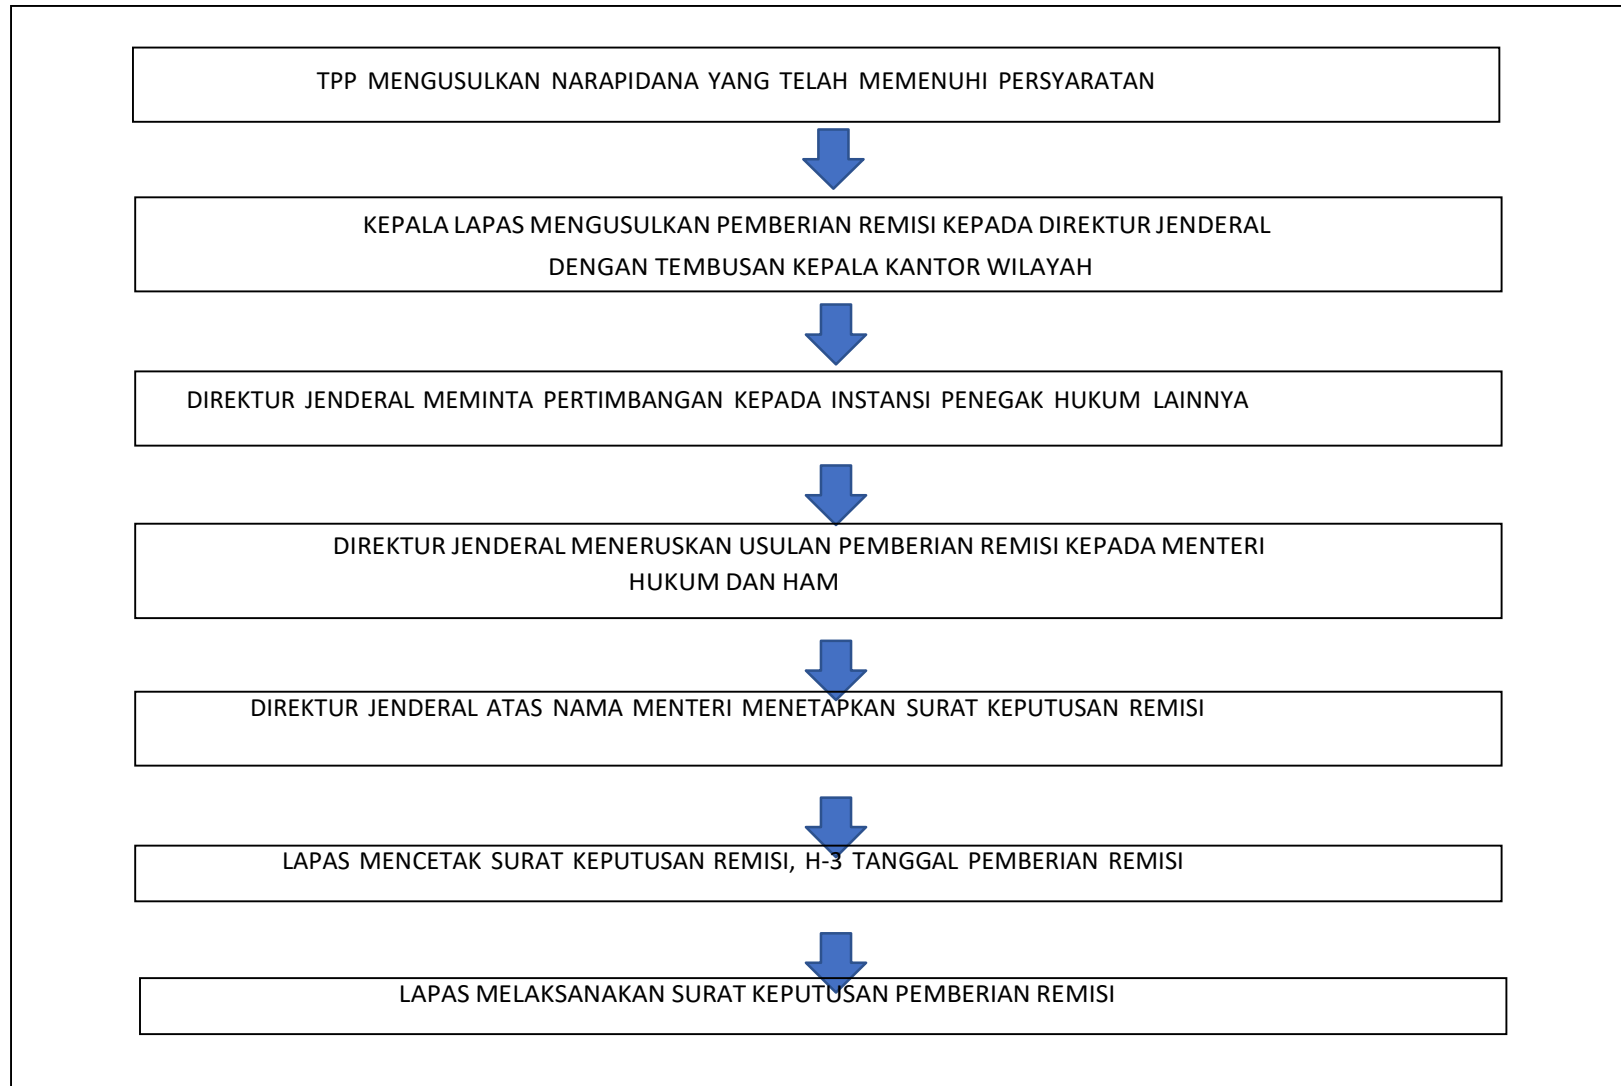 TPP MENGUSULKAN NARAPIDANA YANG TELAH MEMENUHI PERSYARATAN
KEPALA LAPAS MENGUSULKAN PEMBERIAN REMISI KEPADA DIREKTUR JENDERAL
DENGAN TEMBUSAN KEPALA KANTOR WILAYAH
DIREKTUR JENDERAL MEMINTA PERTIMBANGAN KEPADA INSTANSI PENEGAK HUKUM LAINNYA
DIREKTUR JENDERAL MENERUSKAN USULAN PEMBERIAN REMISI KEPADA MENTERI
HUKUM DAN HAM
DIREKTUR JENDERAL ATAS NAMA MENTERI MENETAPKAN SURAT KEPUTUSAN REMISI
LAPAS MENCETAK SURAT KEPUTUSAN REMISI, H-3 TANGGAL PEMBERIAN REMISI
LAPAS MELAKSANAKAN SURAT KEPUTUSAN PEMBERIAN REMISI